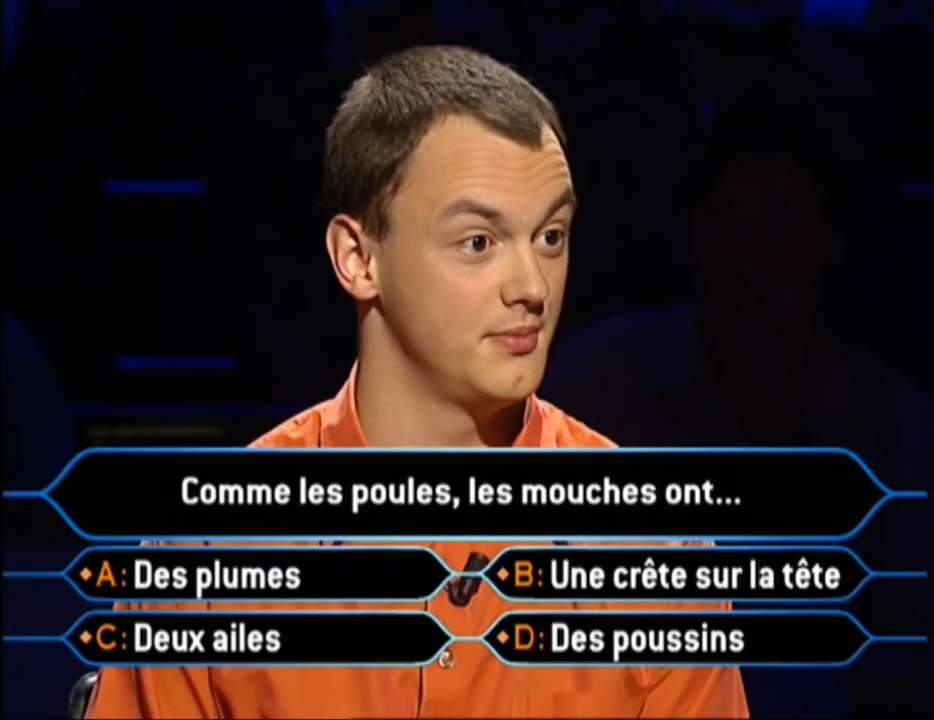 Comme les poules, les mouches ont...
A: Des plumes
B: Une crête sur la tête
C: Deux ailes
D: Des poussins